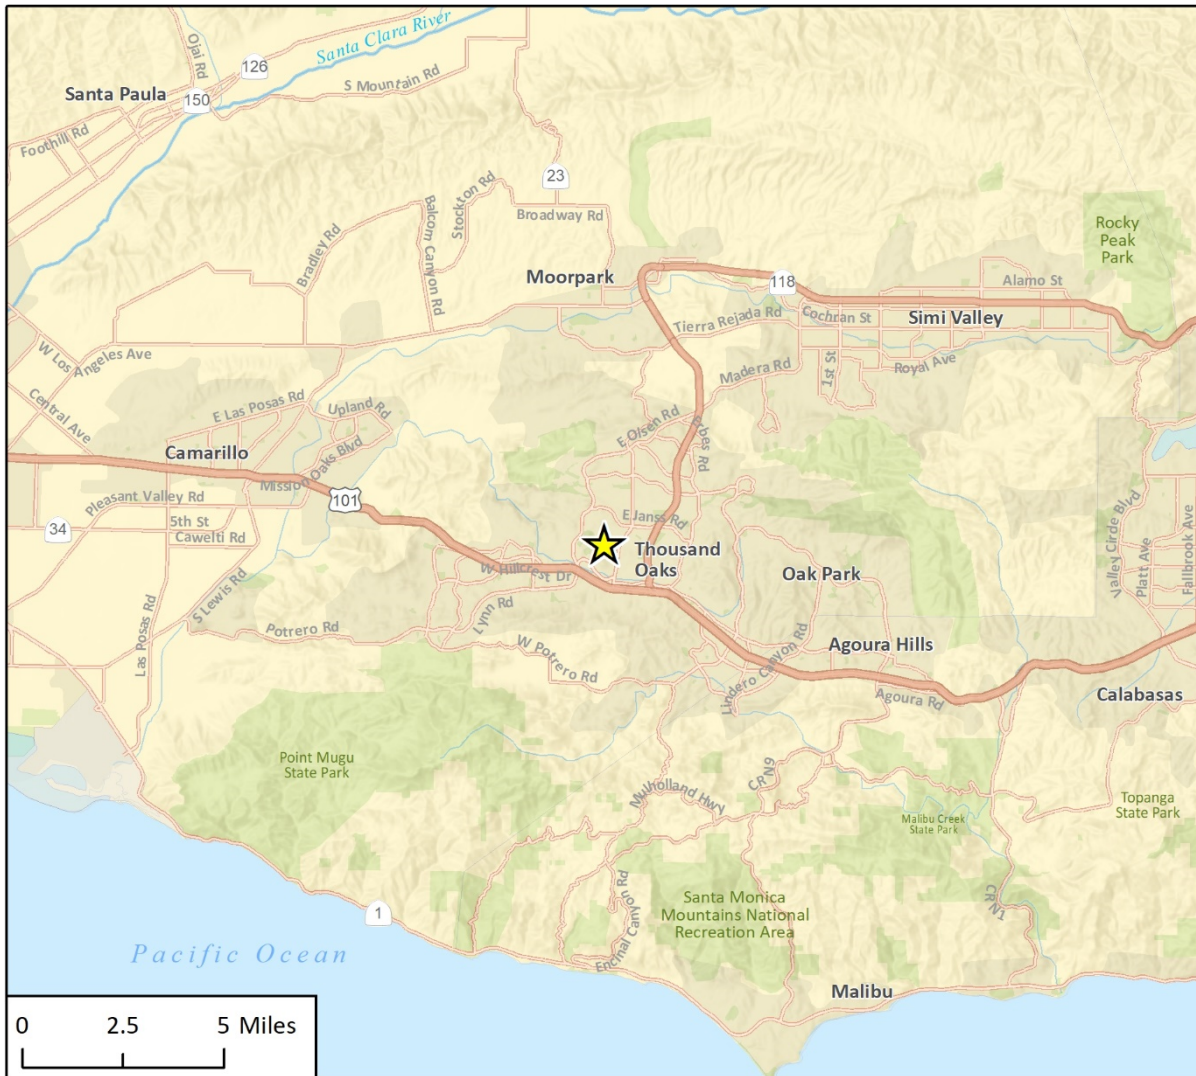 Ojai Rd
126
Santa Clara River
S Mountain Rd
Santa Paula
150
Foothill Rd
23
Stockton Rd
Balcom Canyon Rd
Broadway Rd
Bradley Rd
Rocky
Peak
Park
Moorpark
118
Alamo St
Cochran St
Simi Valley
Tierra Rejada Rd
W Los Angeles Ave
Madera Rd
1st St
Royal Ave
Central Ave
E Las Posas Rd
Upland Rd
E Olsen Rd
Erbes Rd
Camarillo
Mission Oaks Blvd
101
Pleasant Valley Rd
5th St
34
Cawelti Rd
E Janss Rd
Thousand
Oaks
Valley Circle Blvd
Platt Ave
Fallbrook Ave
W Hillcrest Dr
Oak Park
S Lewis Rd
Lynn Rd
Las Posas Rd
Potrero Rd
W Potrero Rd
Lindero Canyon Rd
Agoura Hills
Agoura Rd
Calabasas
Point Mugu
State Park
CR N9
Mulholland Hwy
Malibu Creek
State Park
Topanga
State Park
Santa Monica
Mountains National
Recreation Area
CR N1
1
Encinal Canyon Rd
Pacific Ocean
Malibu
0 2.5 5 Miles